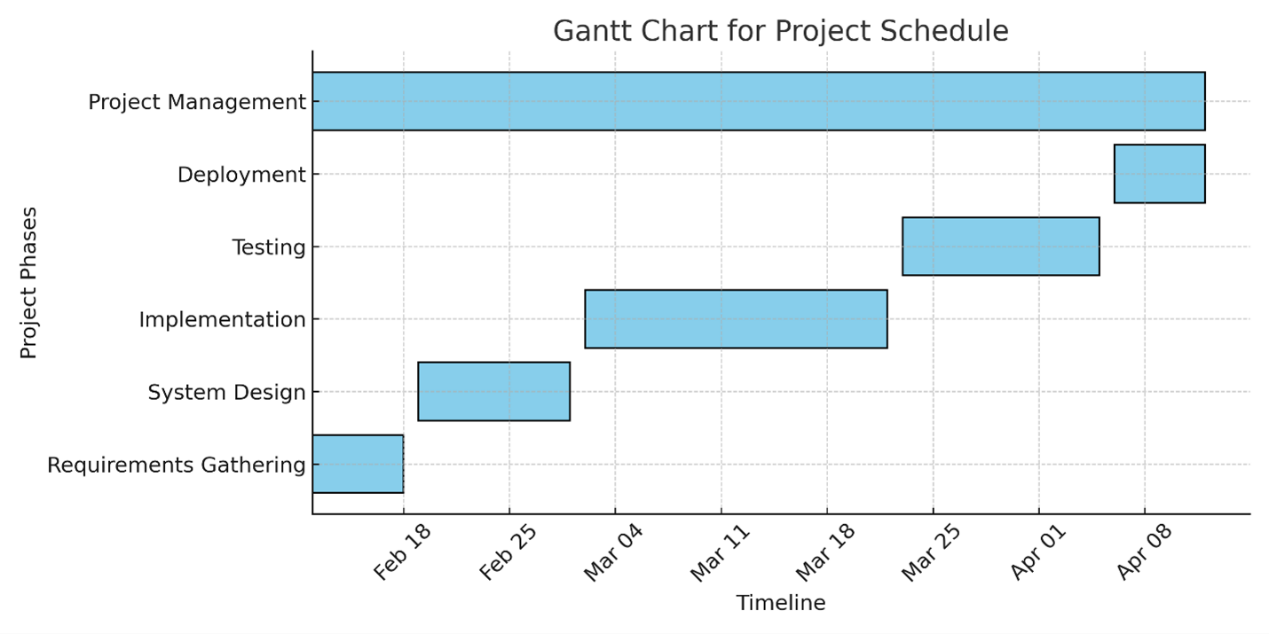 Gantt Chart for Project Schedule
Project Phases
Project Management
Deployment
Testing
Implementation
System Design
Requirements Gathering
Feb 18
Feb 25
Mar 04
Mar 11
Mar 18
Mar 25
Apr 01
Apr 08
Timeline